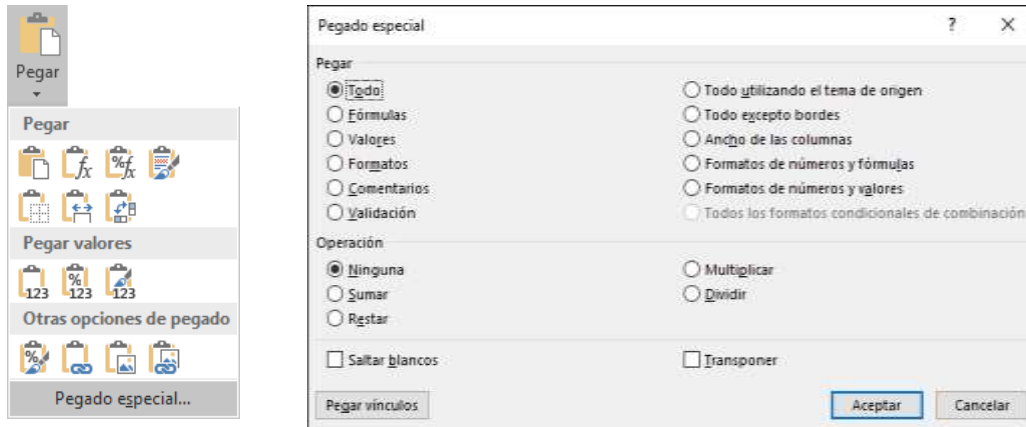 Pegar
Pegar
fx
%fx
Pegar valores
123
%
123
123
Otras opciones de pegado
%
Pegado especial...
Pegado especial
?
Pegar
Todo
Fórmulas
Valores
Formatos
Comentarios
Validación
Todo utilizando el tema de origen
Todo excepto bordes
Ancho de las columnas
Formatos de números y fórmulas
Formatos de números y valores
Todos los formatos condicionales de combinación
Operación
Ninguna
Sumar
Restar
Multiplicar
Dividir
Saltar blancos
Transponer
Pegar vínculos
Aceptar
Cancelar